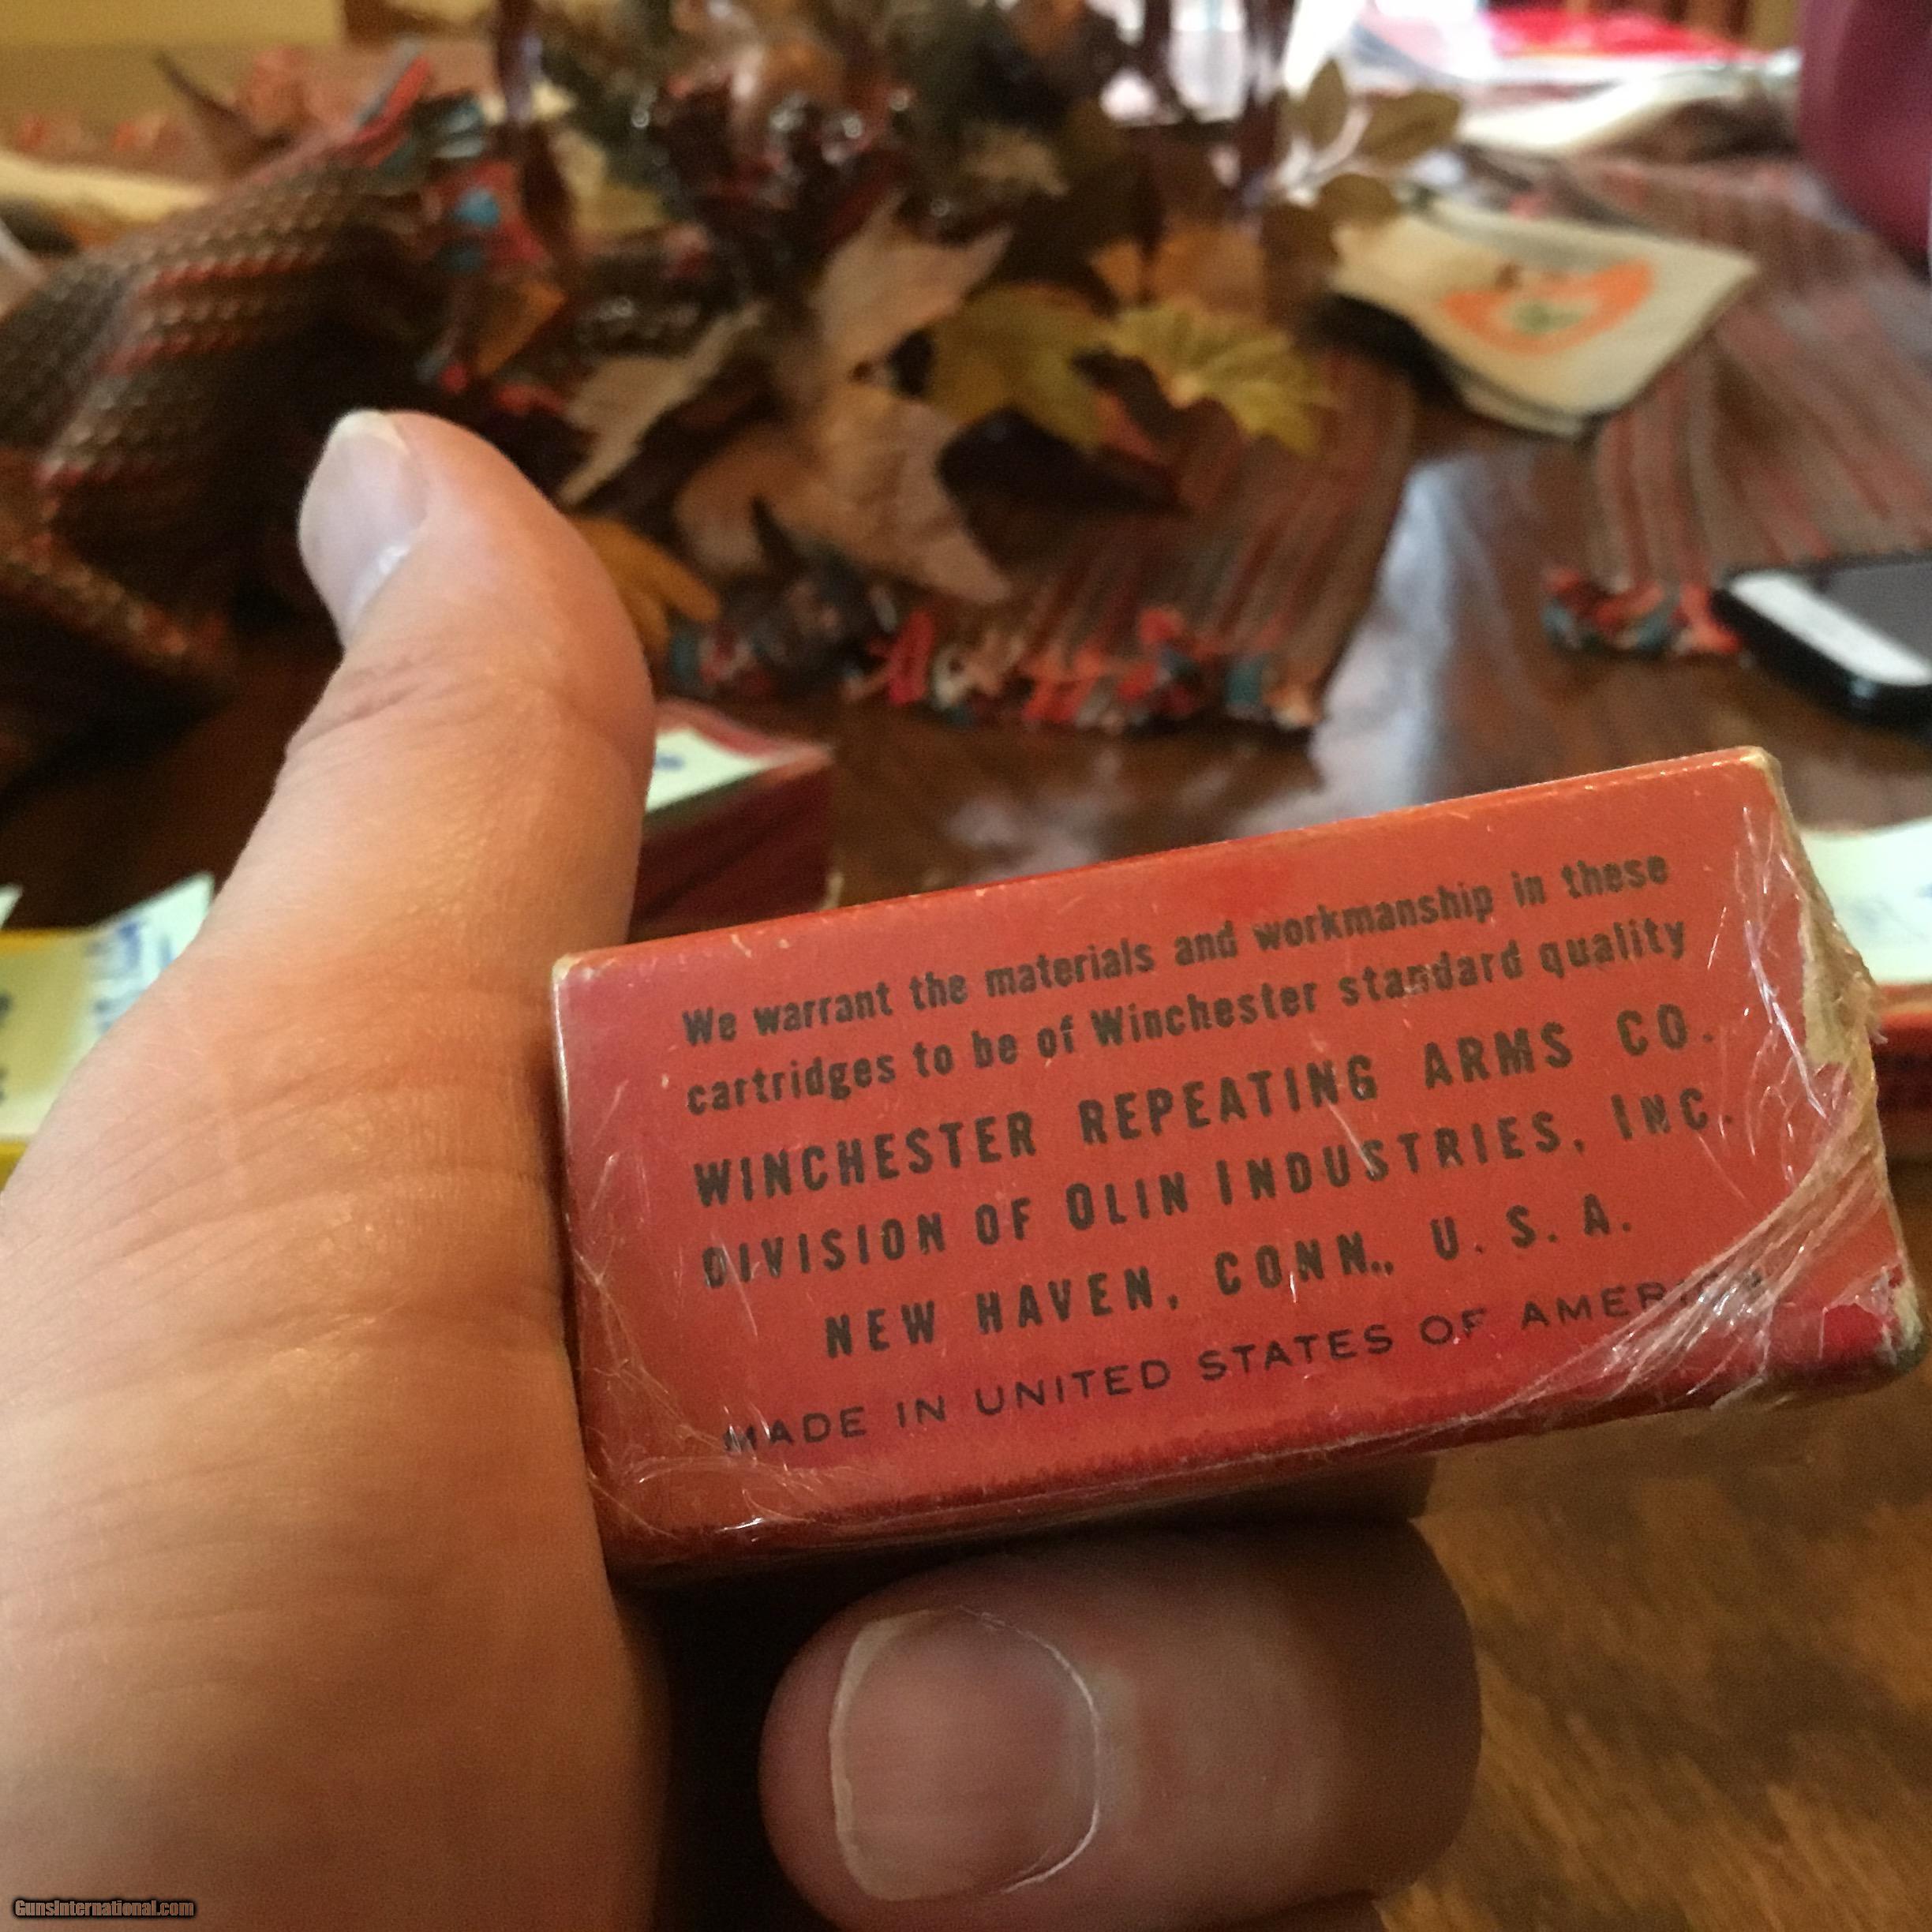 We warrant the materials and workmanship in these
cartridges to be of Winchester standard quality
WINCHESTER REPEATING ARMS CO.
DIVISION OF OLIN INDUSTRIES, INC.
NEW HAVEN, CONN., U. S. A.
MADE IN UNITED STATES OF AMERICA
GunsInternational.com